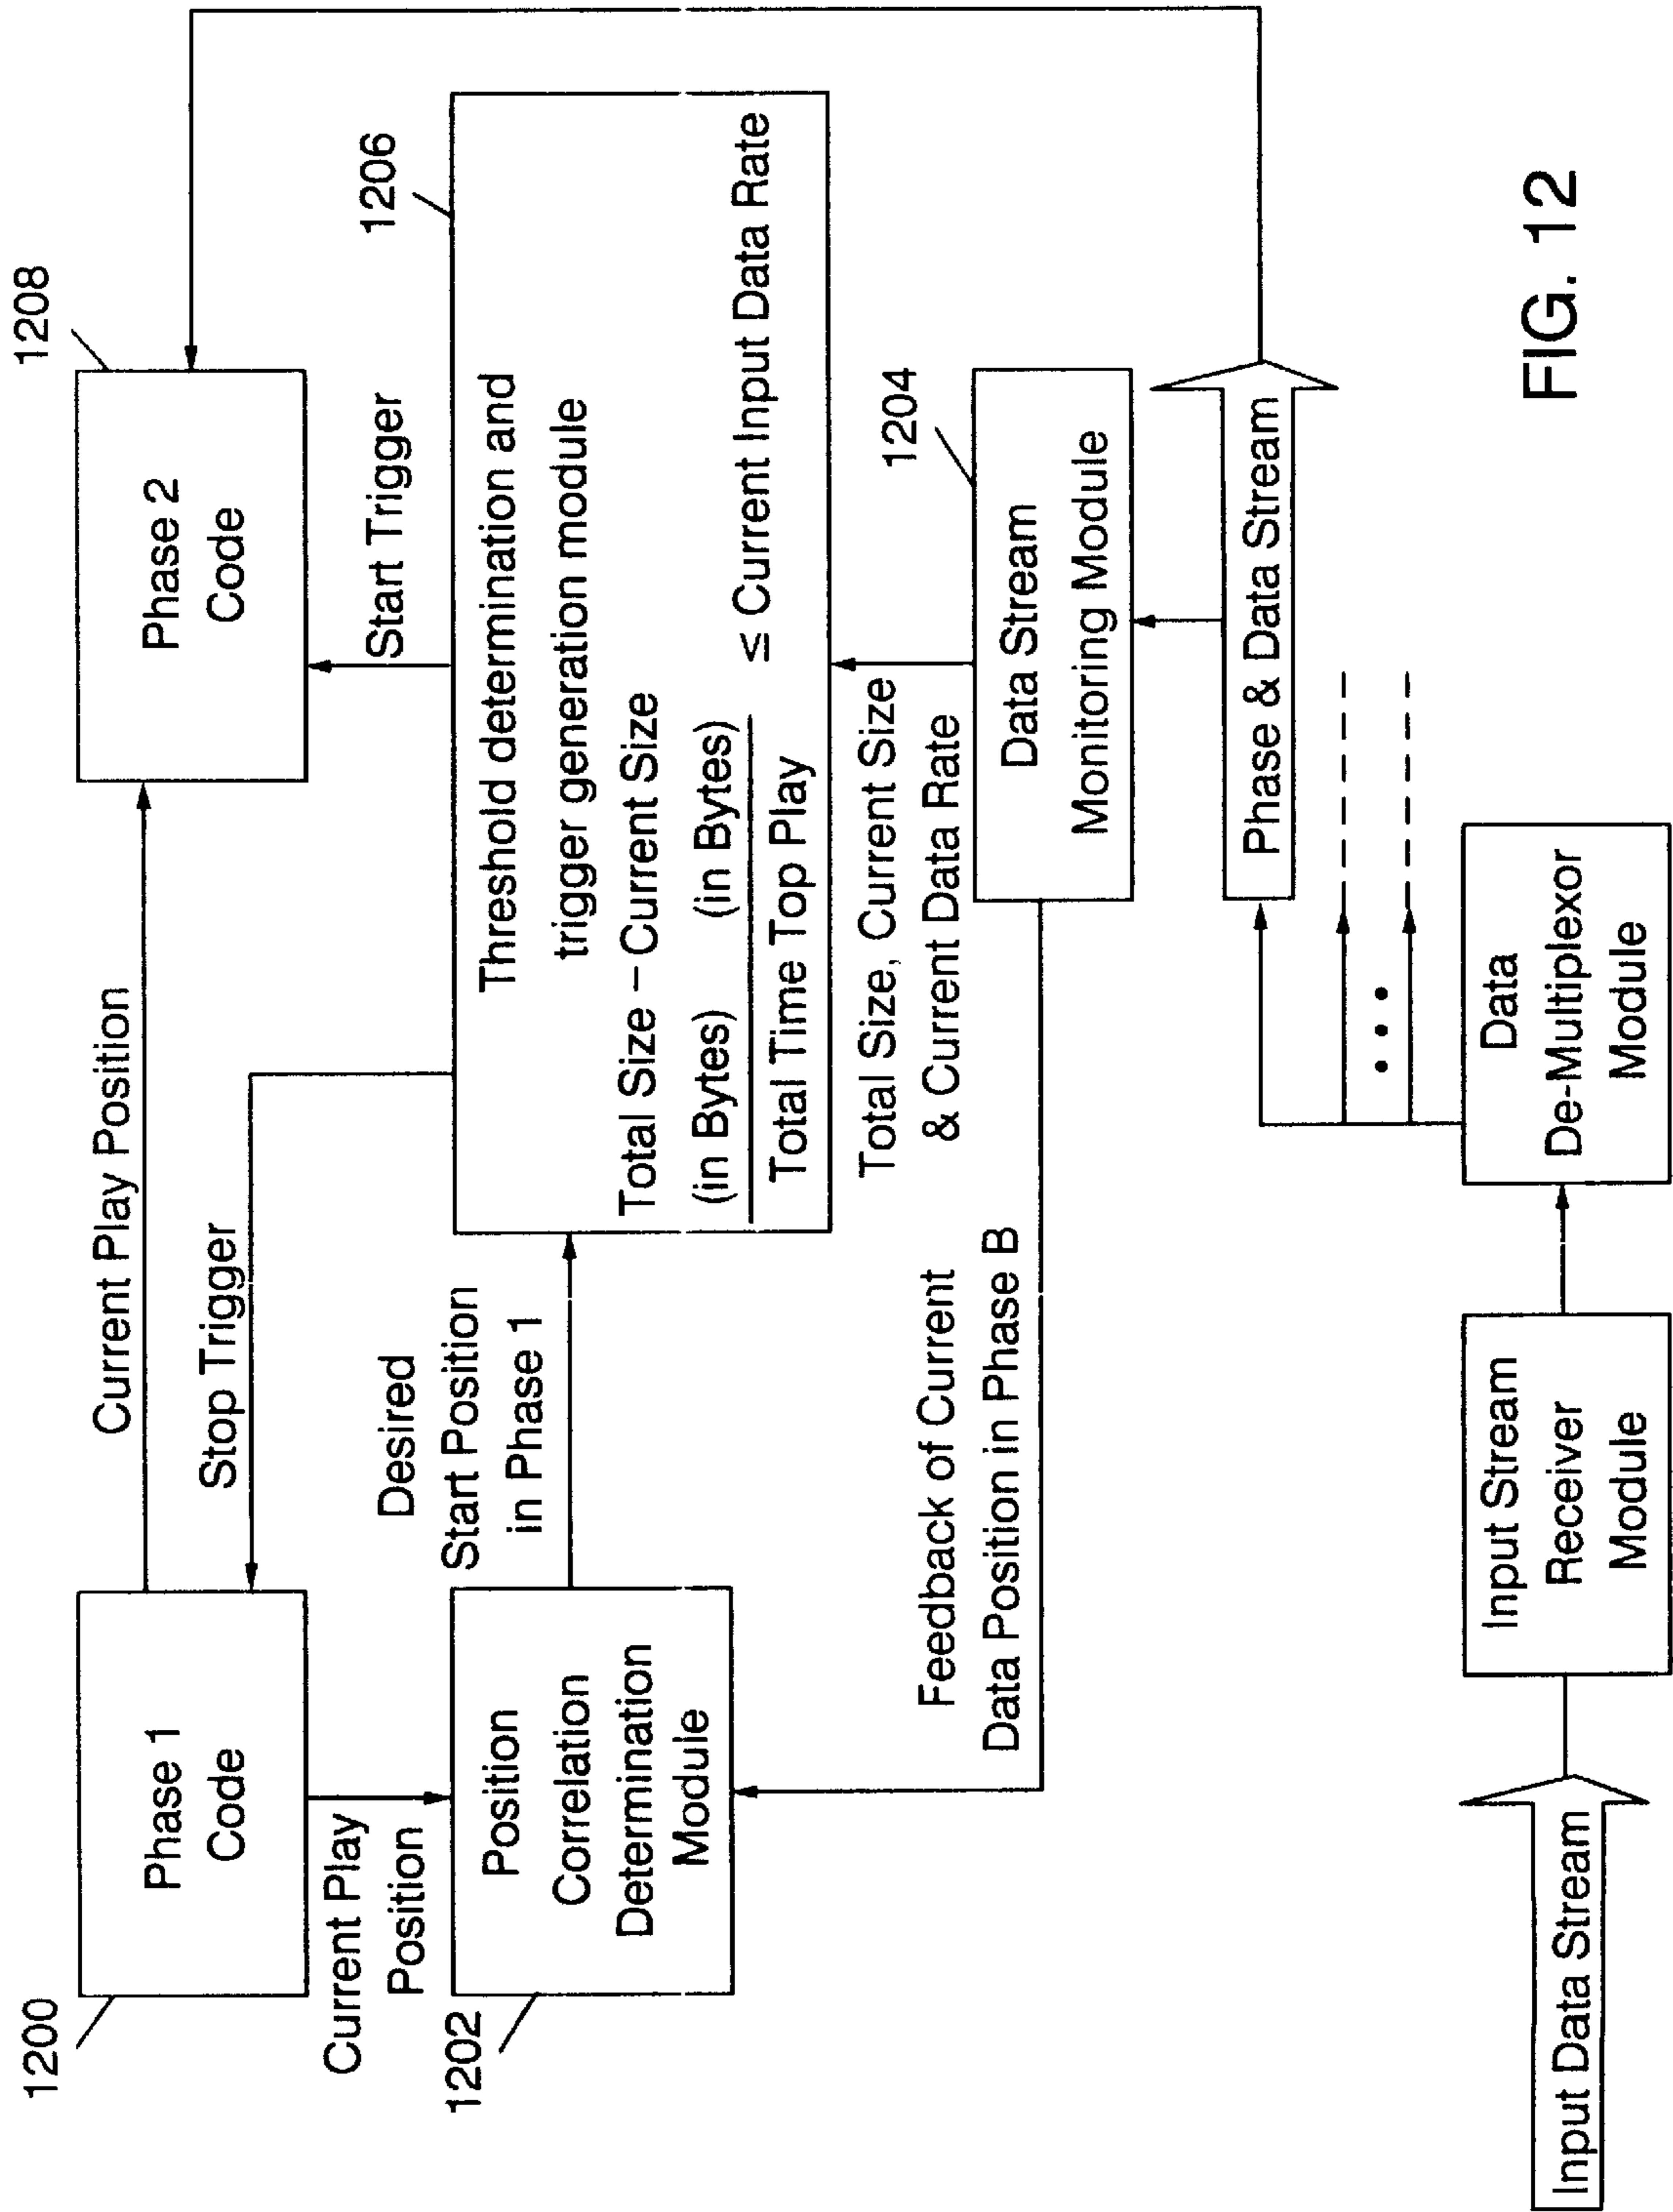 1200
Phase 1
Code
Current Play Position
1208
Phase 2
Code
Stop Trigger
Start Trigger
Current Play
Position
1202
Position
Correlation
Determination
Module
Desired
Start Position
in Phase 1
1206
Threshold determination and
trigger generation module
Total Size – Current Size
(in Bytes) (in Bytes)
Total Time Top Play
≤ Current Input Data Rate
Total Size, Current Size
& Current Data Rate
Feedback of Current
Data Position in Phase B
1204
Data Stream
Monitoring Module
Phase & Data Stream
Input Data Stream
Input Stream
Receiver
Module
Data
De-Multiplexor
Module
FIG. 12